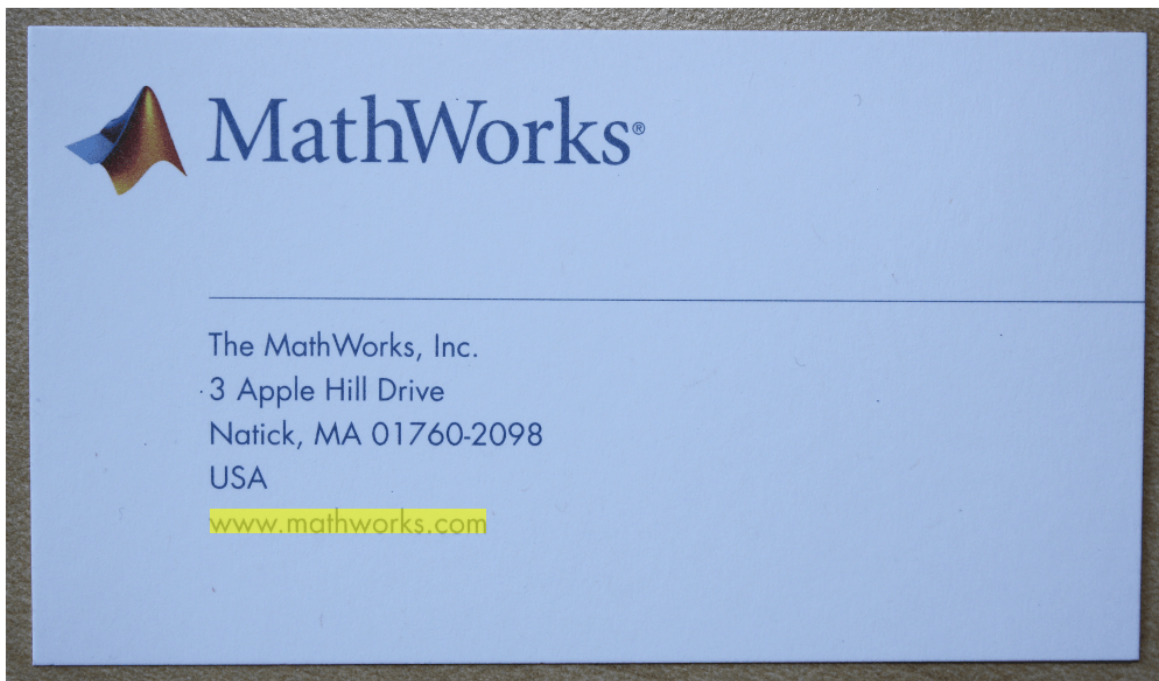 MathWorks®
The MathWorks, Inc.
3 Apple Hill Drive
Natick, MA 01760-2098
USA
www.mathworks.com